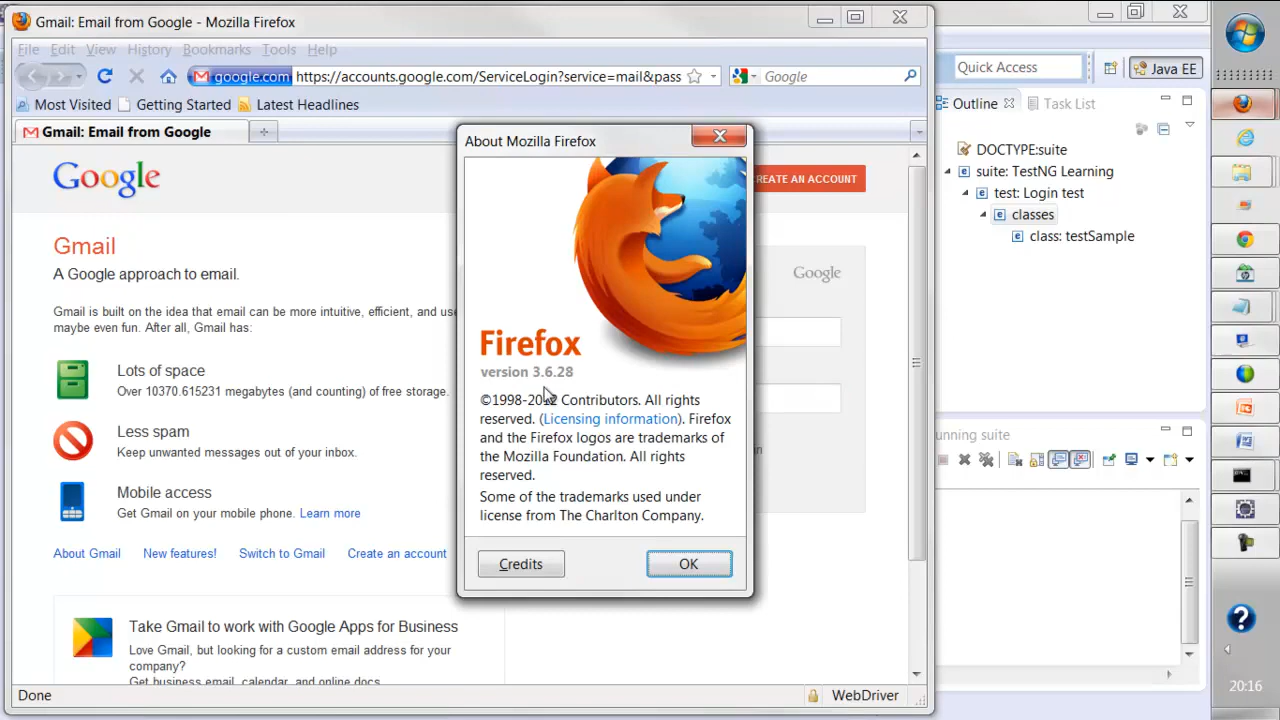 Gmail: Email from Google - Mozilla Firefox
File Edit View History Bookmarks Tools Help
google.com https://accounts.google.com/ServiceLogin?service=mail&pass
Google
Most Visited Getting Started Latest Headlines
Gmail: Email from Google
Google
CREATE AN ACCOUNT
Gmail
A Google approach to email.
Gmail is built on the idea that email can be more intuitive, efficient, and
maybe even fun. After all, Gmail has:
Lots of space
Over 10370.615231 megabytes (and counting) of free storage.
Less spam
Keep unwanted messages out of your inbox.
Mobile access
Get Gmail on your mobile phone. Learn more
About Gmail New features! Switch to Gmail Create an account
Take Gmail to work with Google Apps for Business
Love Gmail, but looking for a custom email address for your
company?
Get business email, calendar, and online docs
Google
Done
WebDriver
About Mozilla Firefox
Firefox
version 3.6.28
©1998-2012 Contributors. All rights
reserved. (Licensing information). Firefox
and the Firefox logos are trademarks of
the Mozilla Foundation. All rights
reserved.
Some of the trademarks used under
license from The Charlton Company.
Credits
OK
Quick Access
Java EE
Outline Task List
DOCTYPE:suite
suite: TestNG Learning
test: Login test
classes
class: testSample
unning suite
20:16